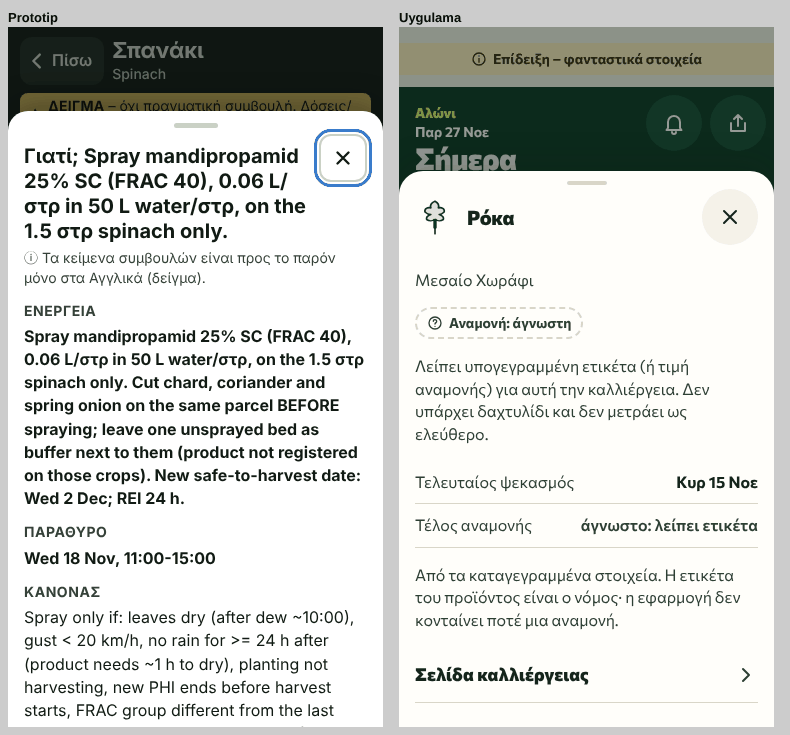 Prototip
Πίσω
Σπανάκι
Spinach
ΔΕΙΓΜΑ – όχι πραγματική συμβουλή. Δόσεις/
Γιατί; Spray mandipropamid
25% SC (FRAC 40), 0.06 L/
στρ in 50 L water/στρ, on the
1.5 στρ spinach only.
Τα κείμενα συμβουλών είναι προς το παρόν
μόνο στα Αγγλικά (δείγμα).
ΕΝΕΡΓΕΙΑ
Spray mandipropamid 25% SC (FRAC 40),
0.06 L/στρ in 50 L water/στρ, on the 1.5 στρ
spinach only. Cut chard, coriander and
spring onion on the same parcel BEFORE
spraying; leave one unsprayed bed as
buffer next to them (product not registered
on those crops). New safe-to-harvest date:
Wed 2 Dec; REI 24 h.
ΠΑΡΑΘΥΡΟ
Wed 18 Nov, 11:00-15:00
ΚΑΝΟΝΑΣ
Spray only if: leaves dry (after dew ~10:00),
gust < 20 km/h, no rain for >= 24 h after
(product needs ~1 h to dry), planting not
harvesting, new PHI ends before harvest
starts, FRAC group different from the last
Uygulama
Επίδειξη – φανταστικά στοιχεία
Αλώνι
Παρ 27 Νοε
Σήμερα
Ρόκα
Μεσαίο Χωράφι
Αναμονή: άγνωστη
Λείπει υπογεγραμμένη ετικέτα (ή τιμή
αναμονής) για αυτή την καλλιέργεια. Δεν
υπάρχει δαχτυλίδι και δεν μετράει ως
ελεύθερο.
Τελευταίος ψεκασμός Κυρ 15 Νοε
Τέλος αναμονής άγνωστο: λείπει ετικέτα
Από τα καταγεγραμμένα στοιχεία. Η ετικέτα
του προϊόντος είναι ο νόμος· η εφαρμογή δεν
κονταίνει ποτέ μια αναμονή.
Σελίδα καλλιέργειας